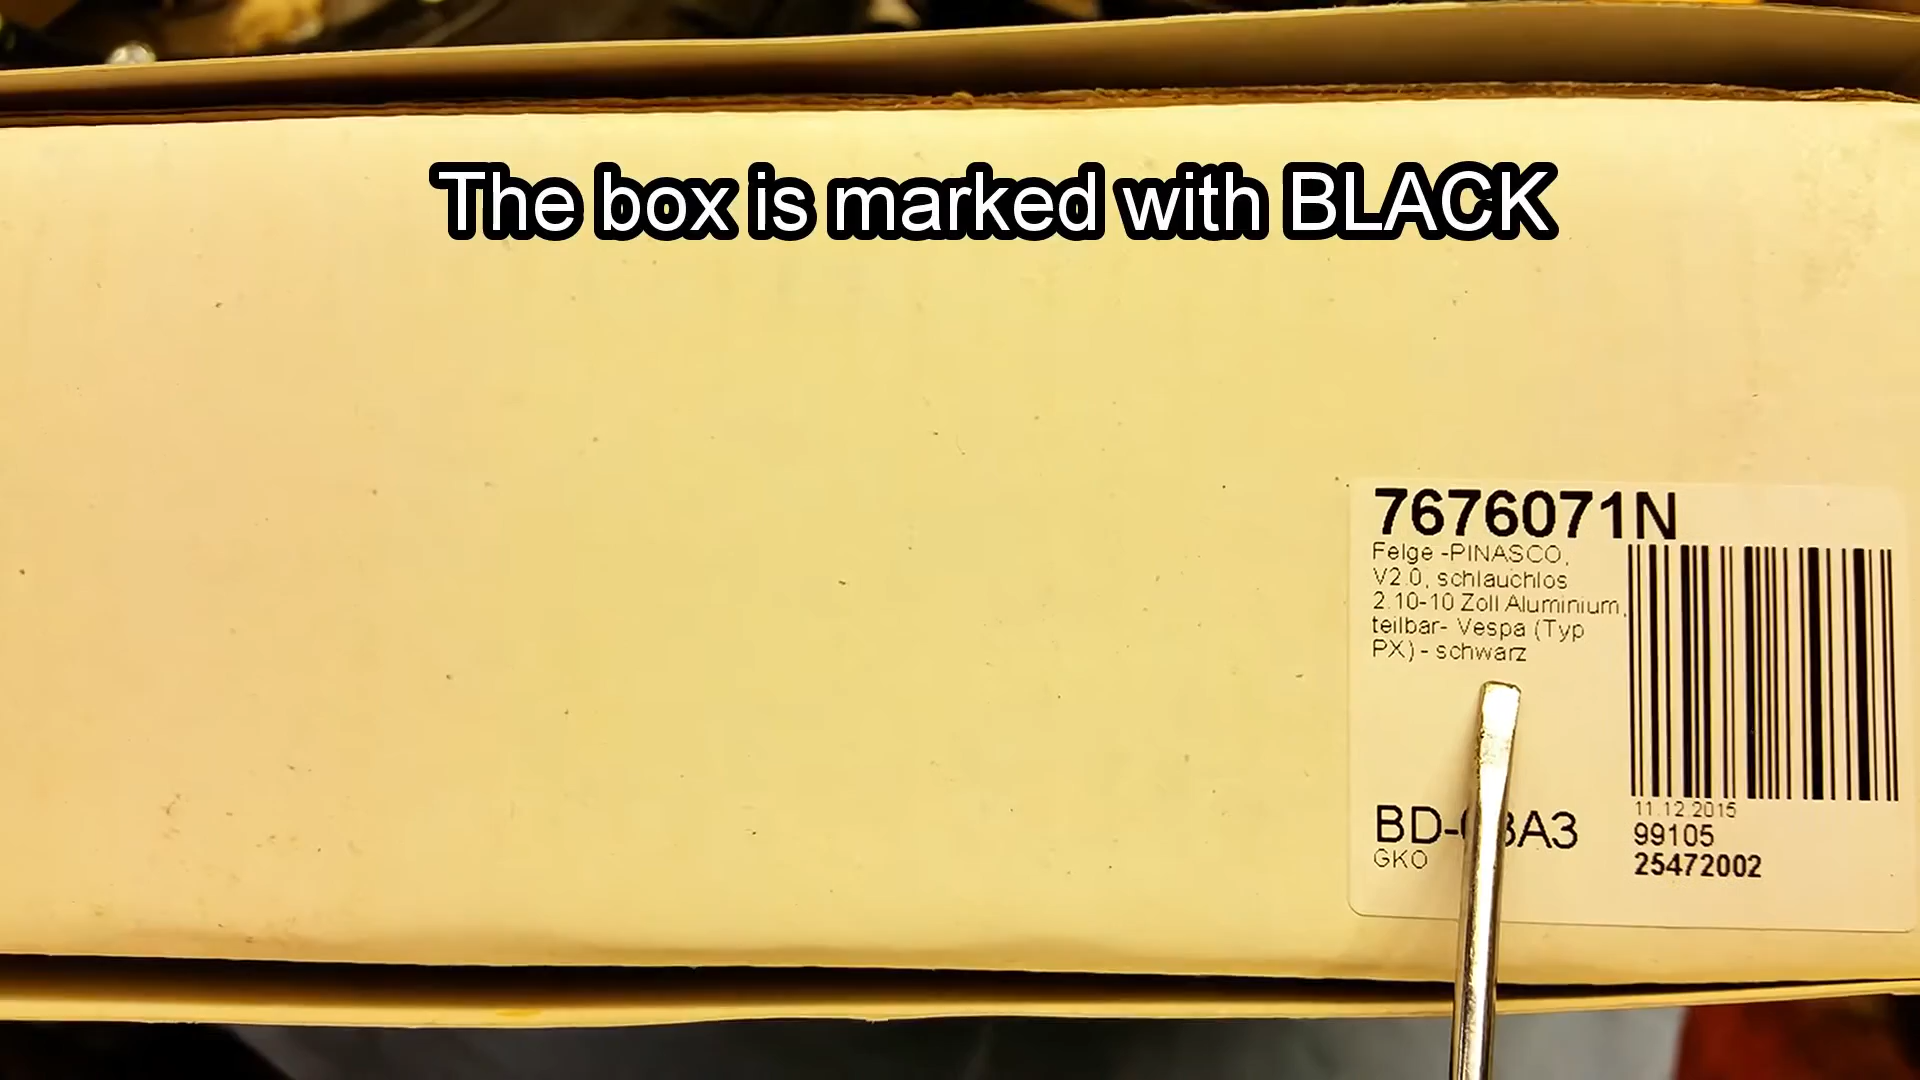 The box is marked with BLACK
7676071N
Felge -PINASCO,
V2.0, schlauchlos
2.10-10 Zoll Aluminium,
teilbar- Vespa (Typ
PX) - schwarz
GKO
11.12.2015
99105
25472002